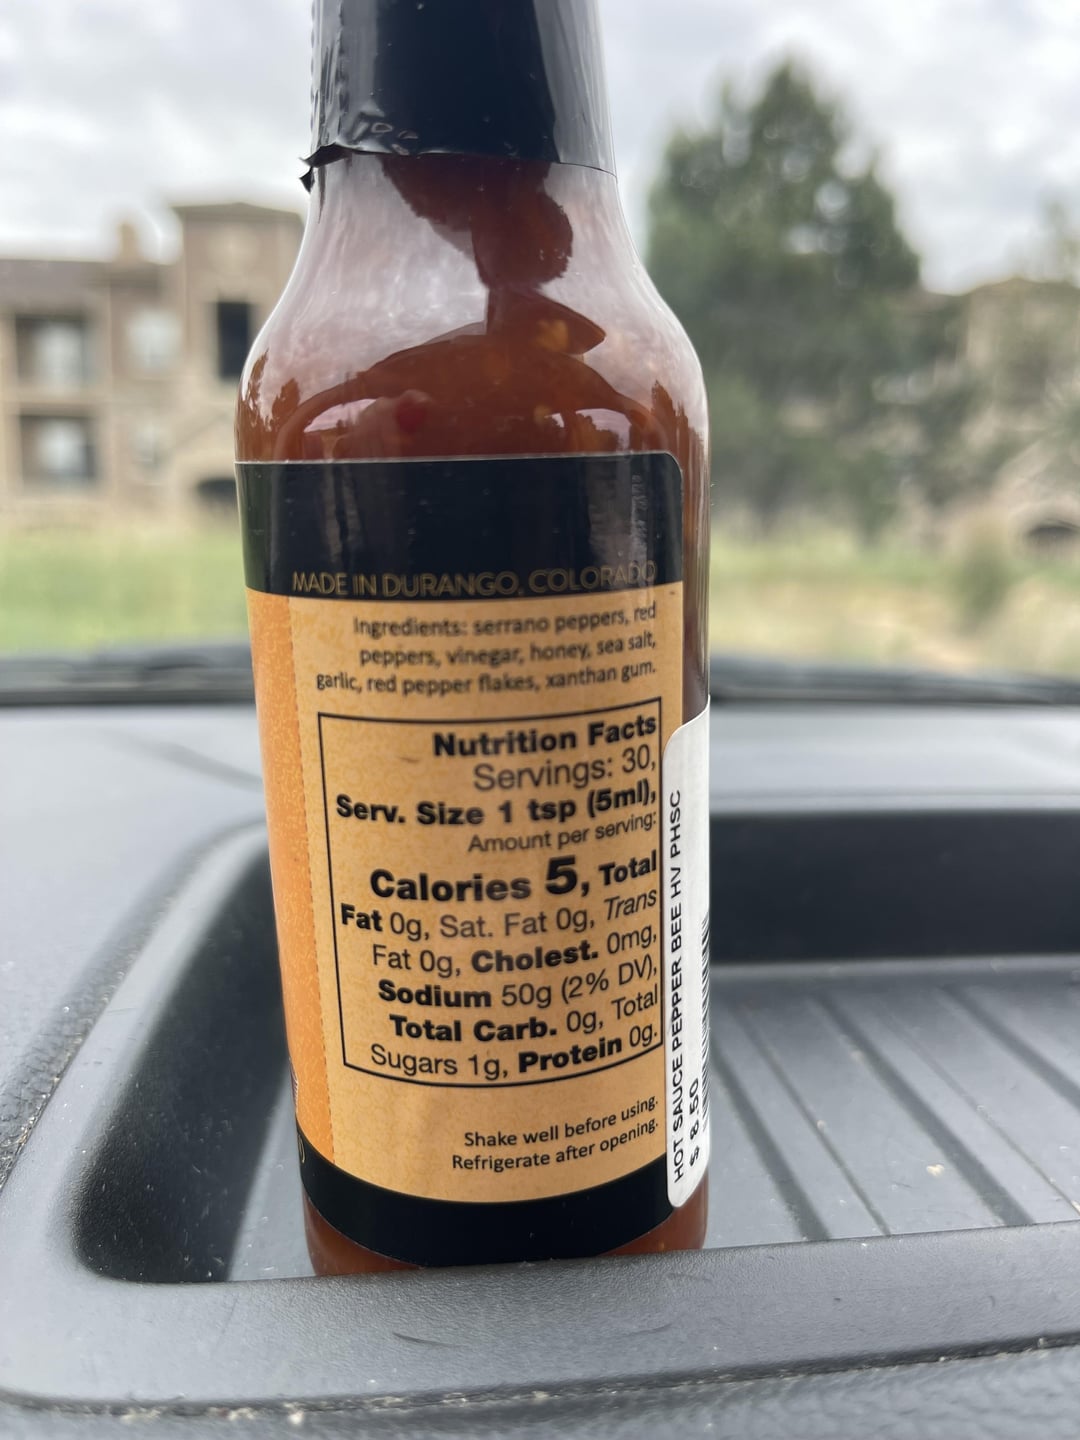 MADE IN DURANGO, COLORADO
Ingredients: serrano peppers, red
peppers, vinegar, honey, sea salt,
garlic, red pepper flakes, xanthan gum.
Nutrition Facts
Servings: 30,
Serv. Size 1 tsp (5ml),
Amount per serving:
Calories 5, Total
Fat 0g, Sat. Fat 0g, Trans
Fat 0g, Cholest. 0mg,
Sodium 50g (2% DV),
Total Carb. 0g, Total
Sugars 1g, Protein 0g.
Shake well before using.
Refrigerate after opening.
HOT SAUCE PEPPER BEE HV PHSC
$ 8.50